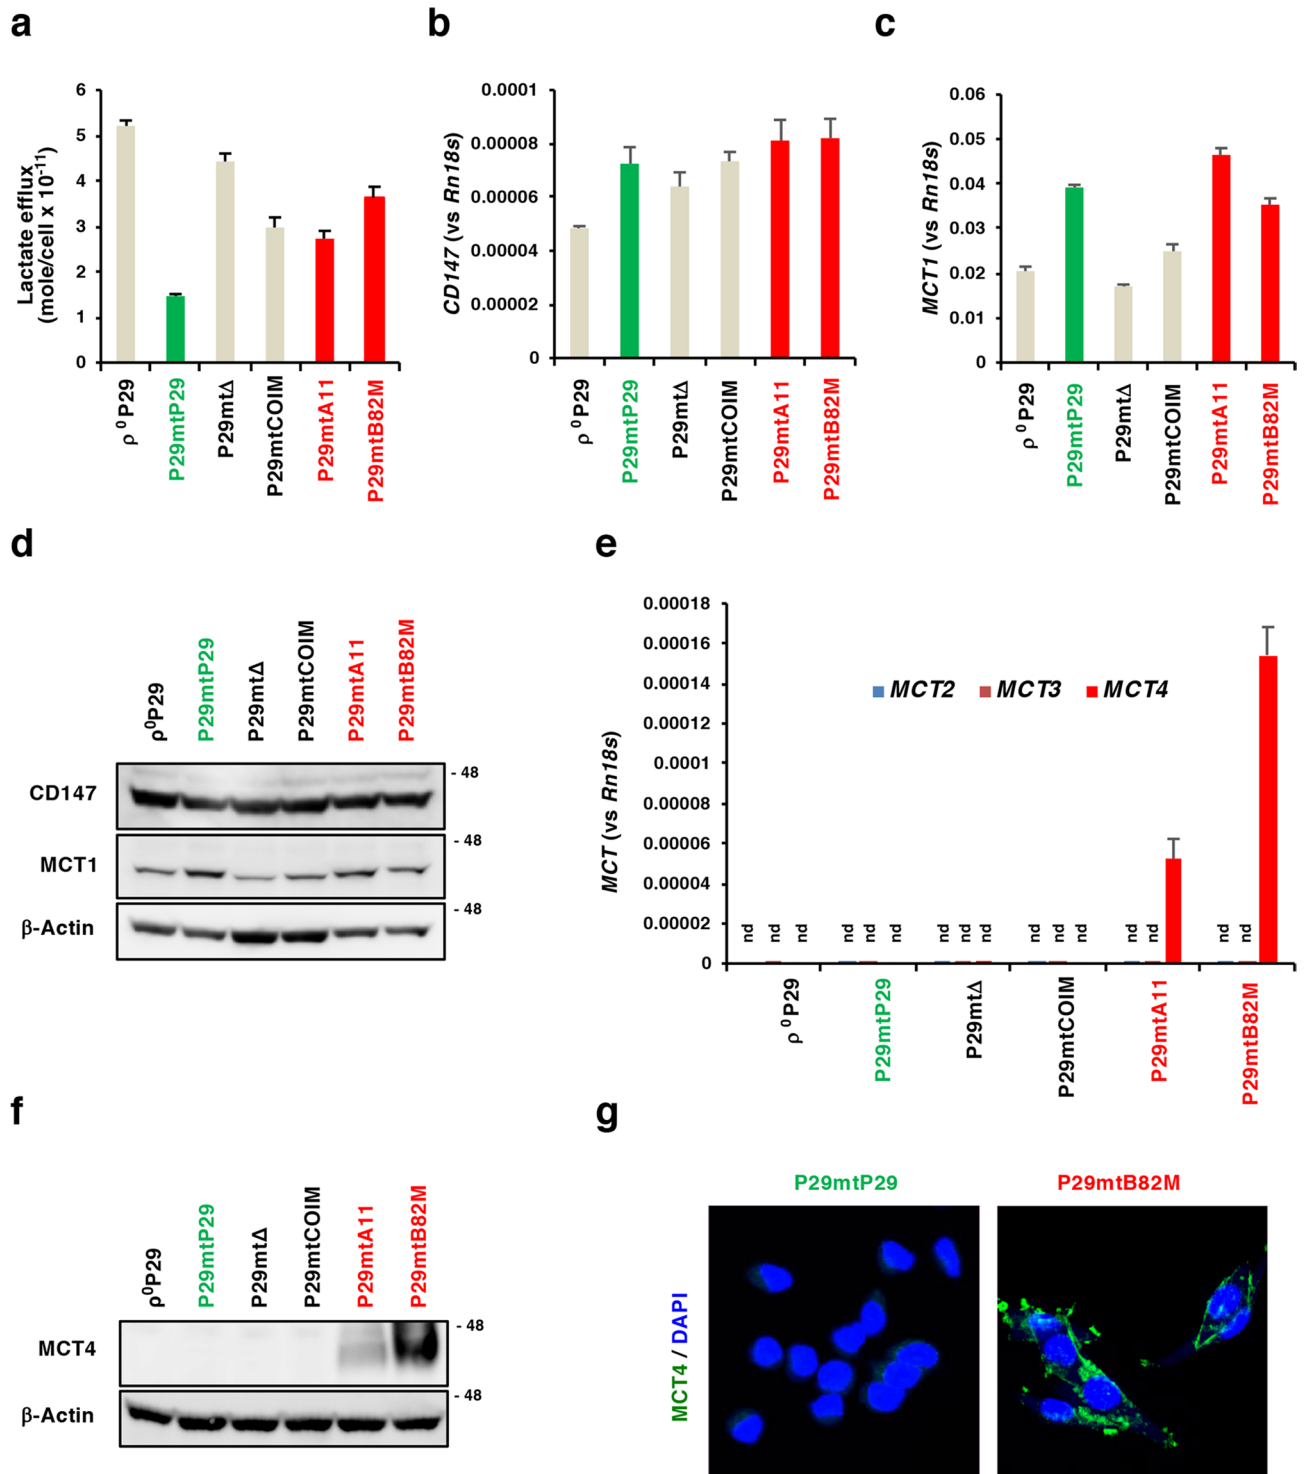 a
Lactate efflux
(mole/cell x 10⁻¹¹)
6
5
4
3
2
1
0
ρ ⁰P29
P29mtP29
P29mtΔ
P29mtCOIM
P29mtA11
P29mtB82M
b
CD147 (vs Rn18s)
0.0001
0.00008
0.00006
0.00004
0.00002
0
ρ ⁰P29
P29mtP29
P29mtΔ
P29mtCOIM
P29mtA11
P29mtB82M
c
MCT1 (vs Rn18s)
0.06
0.05
0.04
0.03
0.02
0.01
0
ρ ⁰P29
P29mtP29
P29mtΔ
P29mtCOIM
P29mtA11
P29mtB82M
d
ρ⁰P29
P29mtP29
P29mtΔ
P29mtCOIM
P29mtA11
P29mtB82M
CD147
- 48
MCT1
- 48
β-Actin
- 48
e
MCT (vs Rn18s)
0.00018
0.00016
0.00014
0.00012
0.0001
0.00008
0.00006
0.00004
0.00002
0
MCT2 MCT3 MCT4
nd nd nd nd nd nd nd nd nd nd nd nd nd nd nd nd
ρ ⁰P29
P29mtP29
P29mtΔ
P29mtCOIM
P29mtA11
P29mtB82M
f
ρ⁰P29
P29mtP29
P29mtΔ
P29mtCOIM
P29mtA11
P29mtB82M
MCT4
- 48
β-Actin
- 48
g
P29mtP29
P29mtB82M
MCT4 / DAPI